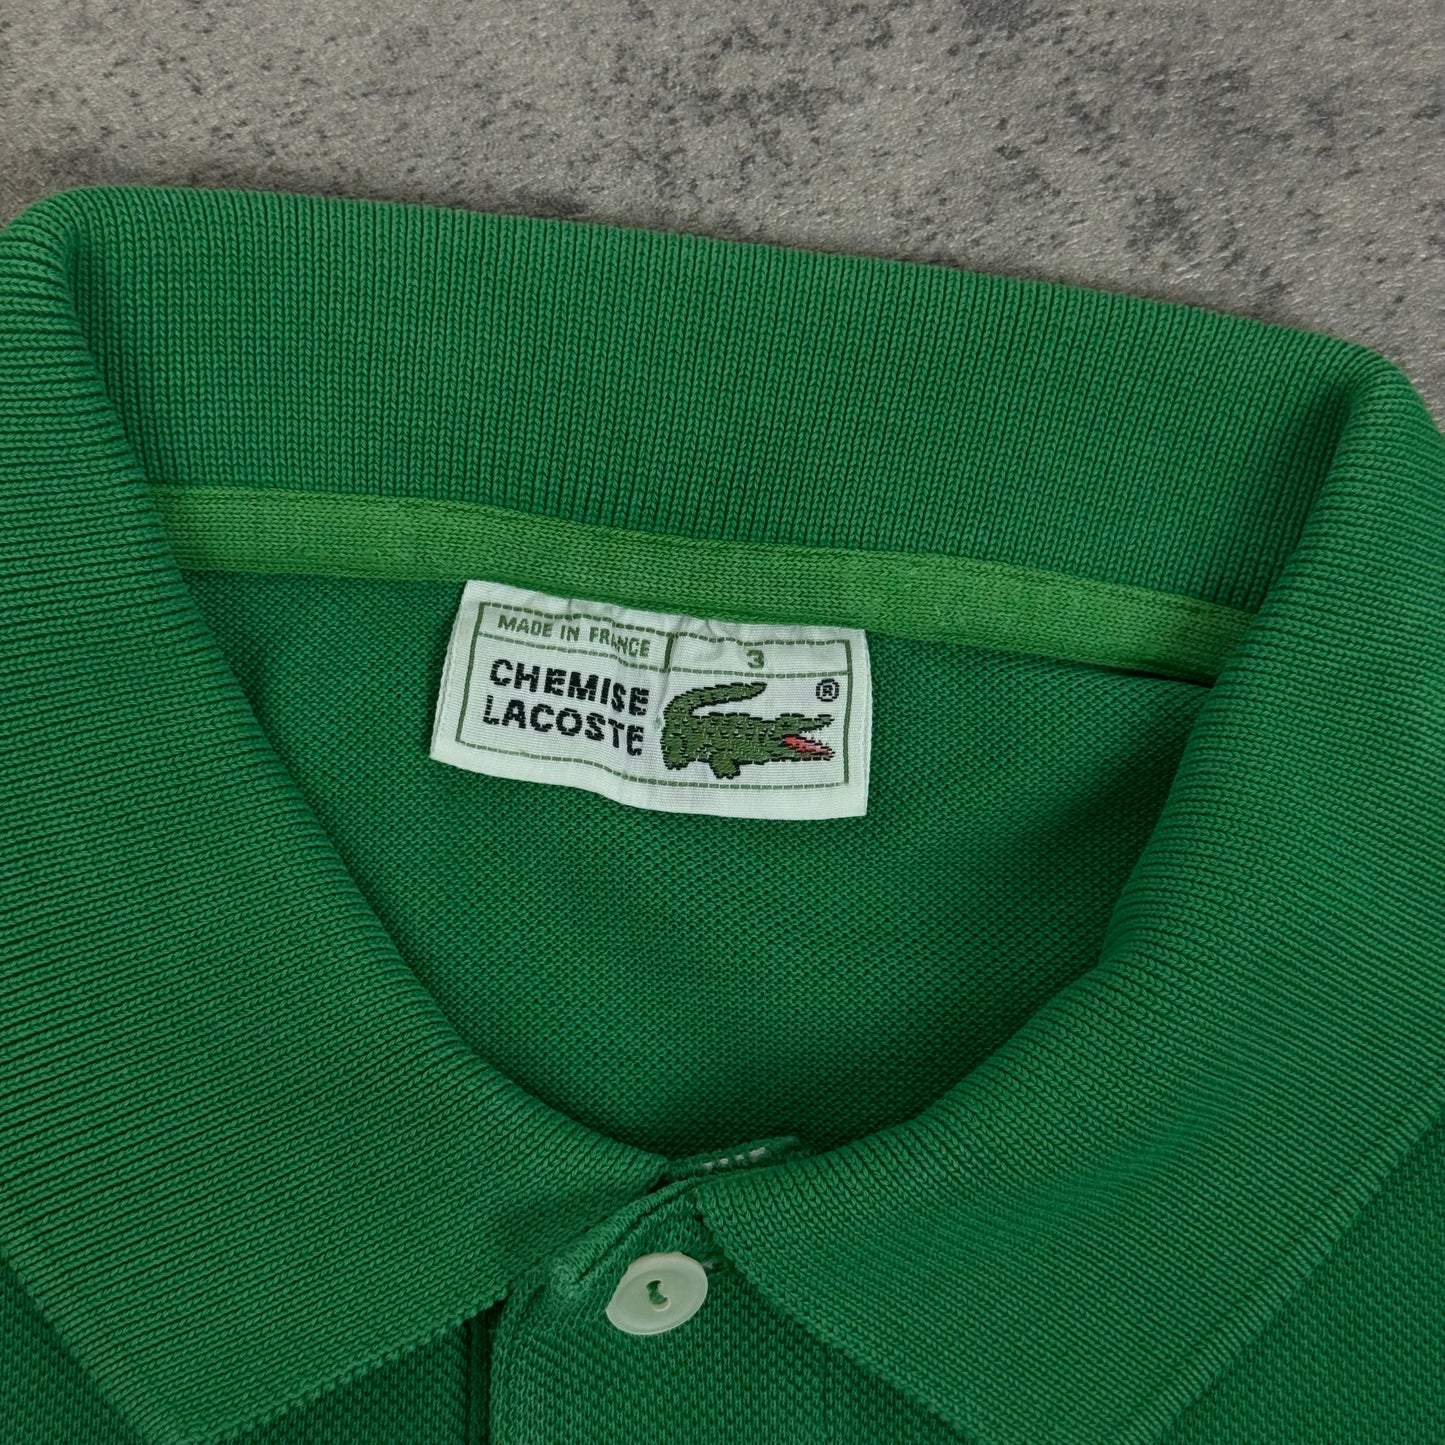 MADE IN FRANCE 3
CHEMISE ®
LACOSTE